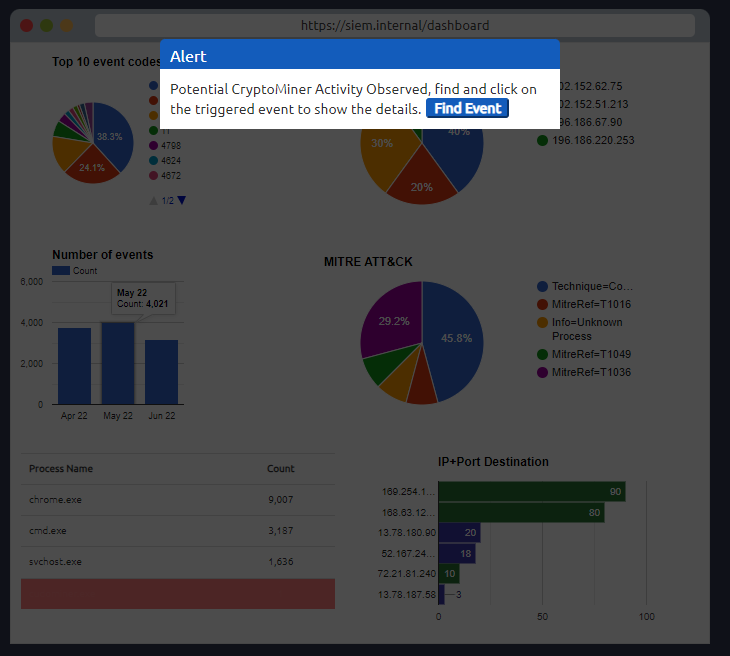 https://siem.internal/dashboard
Alert
Potential CryptoMiner Activity Observed, find and click on
the triggered event to show the details. Find Event
Top 10 event codes
11
4798
4624
4672
1/2
38.3%
24.1%
02.152.62.75
02.152.51.213
96.186.67.90
196.186.220.253
40%
30%
20%
Number of events
Count
6,000
4,000
2,000
0
May 22
Count: 4,021
Apr 22 May 22 Jun 22
MITRE ATT&CK
29.2%
45.8%
Technique=Co...
MitreRef=T1016
Info=Unknown
Process
MitreRef=T1049
MitreRef=T1036
Process Name Count
chrome.exe 9,007
cmd.exe 3,187
svchost.exe 1,636
IP+Port Destination
169.254.1... 90
168.63.12... 80
13.78.180.90 20
52.167.24... 18
72.21.81.240 10
13.78.187.58 3
0 50 100